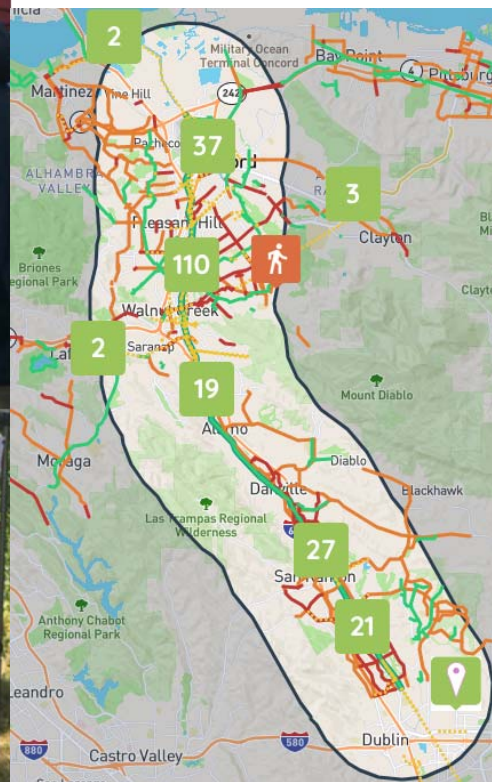 2
Military Ocean
Terminal Concord
Bay Point
4
Pittsburg
Martinez
Vine Hill
242
Pacheco
37
ALHAMBRA
VALLEY
3
Pleasant Hill
Clayton
Briones
Regional Park
110
Walnut Creek
2
Saranap
19
Mount Diablo
Alamo
Moraga
Diablo
Danville
Blackhawk
Las Trampas Regional
Wilderness
27
San Ramon
21
Anthony Chabot
Regional Park
Leandro
880
580
Dublin
Castro Valley